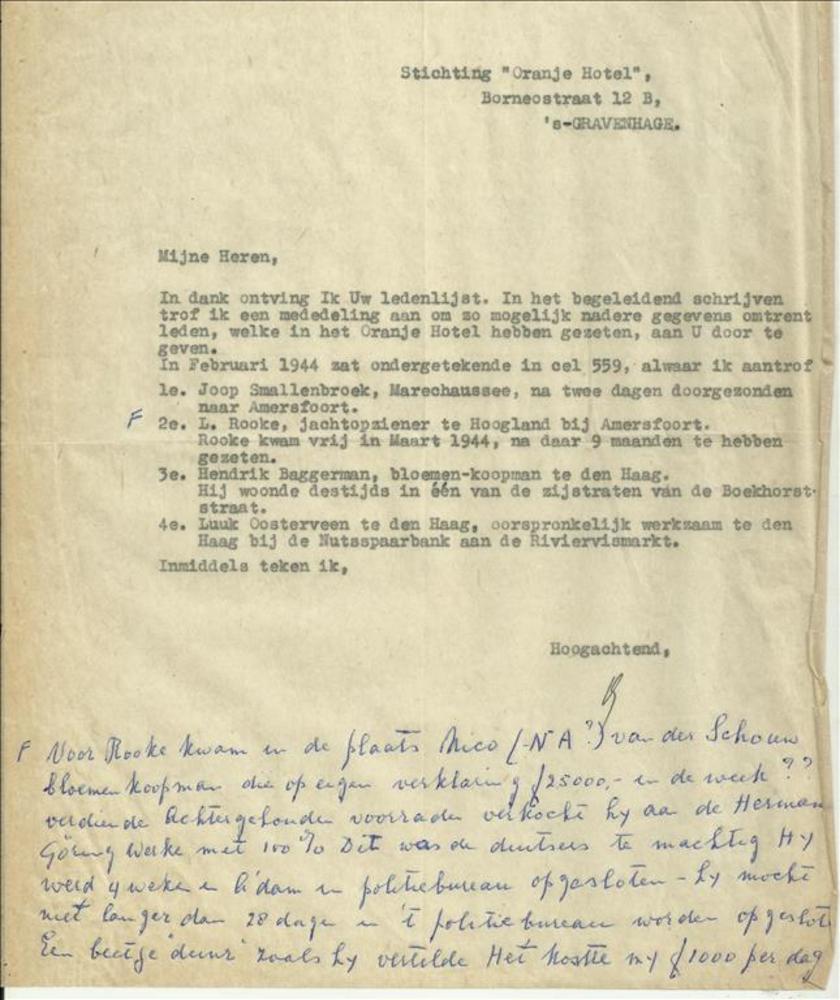 Stichting "Oranje Hotel",
Borneostraat 12 B,
's-GRAVENHAGE.
Mijne Heren,
In dank ontving Ik Uw ledenlijst. In het begeleidend schrijven
trof ik een mededeling aan om zo mogelijk nadere gegevens omtrent
leden, welke in het Oranje Hotel hebben gezeten, aan U door te
geven.
In Februari 1944 zat ondergetekende in cel 559, alwaar ik aantrof
1e. Joop Smallenbroek, Marechaussee, na twee dagen doorgezonden
naar Amersfoort.
F 2e. L. Rooke, jachtopziener te Hoogland bij Amersfoort.
Rooke kwam vrij in Maart 1944, na daar 9 maanden te hebben
gezeten.
3e. Hendrik Baggerman, bloemen-koopman te den Haag.
Hij woonde destijds in één van de zijstraten van de Boekhorst-
straat.
4e. Luuk Oosterveen te den Haag, oorspronkelijk werkzaam te den
Haag bij de Nutsspaarbank aan de Riviervismarkt.
Inmiddels teken ik,
Hoogachtend,
F Voor Rooke kwam in de plaats Nico (-NA?) van der Schouw
bloemenkoopman die op eigen verklaring ƒ25000,- in de week ??
verdiende Achtergehouden voorraden verkocht hy aan de Herman
Göring Werke met 100% Dit was de duitsers te machtig Hy
werd 4 weken in A'dam in politiebureau opgesloten - hy mocht
niet langer dan 28 dagen in 't politiebureau worden opgesloten
Een beetje "duur" zoals hy vertelde Het kostte my ƒ1000 per dag